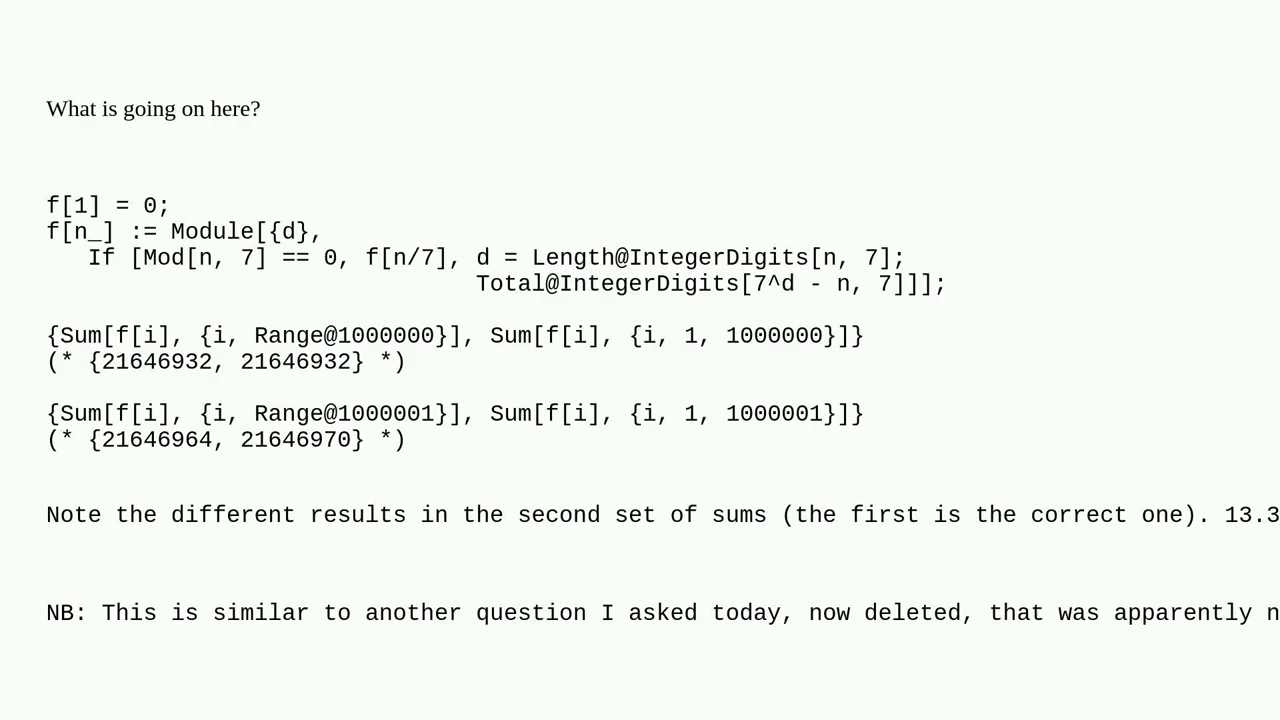 What is going on here?
f[1] = 0;
f[n_] := Module[{d},
   If [Mod[n, 7] == 0, f[n/7], d = Length@IntegerDigits[n, 7];
                               Total@IntegerDigits[7^d - n, 7]]];
{Sum[f[i], {i, Range@1000000}], Sum[f[i], {i, 1, 1000000}]}
(* {21646932, 21646932} *)
{Sum[f[i], {i, Range@1000001}], Sum[f[i], {i, 1, 1000001}]}
(* {21646964, 21646970} *)
Note the different results in the second set of sums (the first is the correct one). 13.3
NB: This is similar to another question I asked today, now deleted, that was apparently n